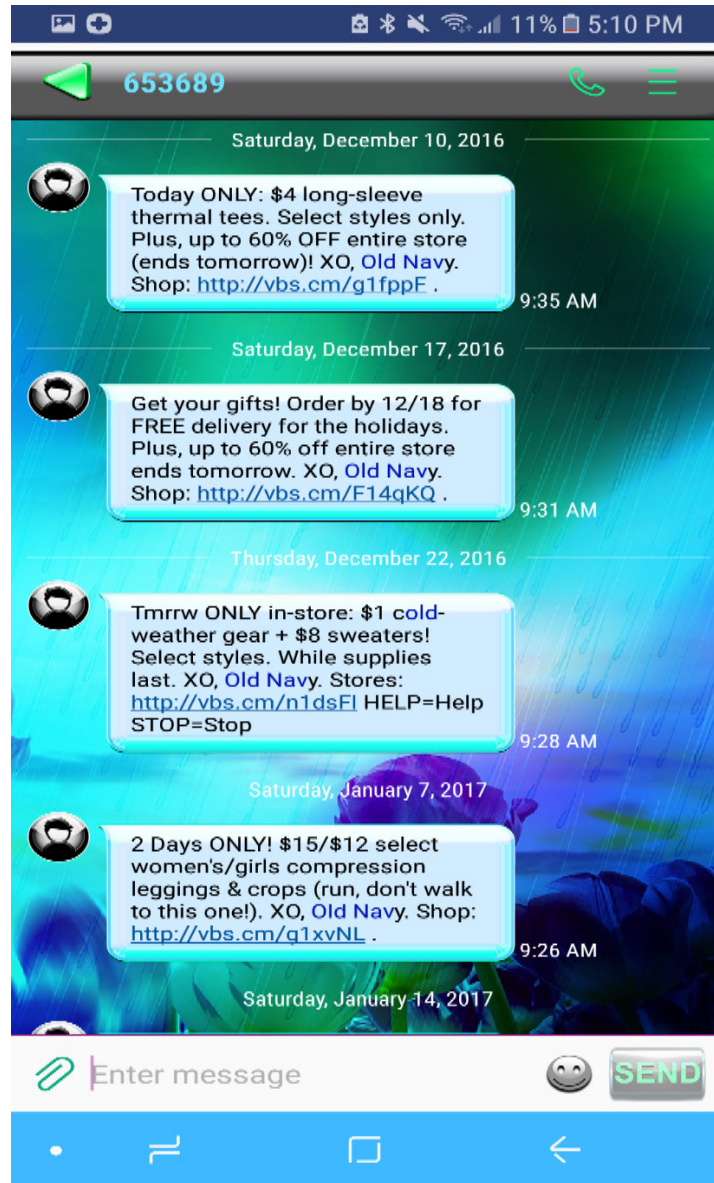 11% 5:10 PM
653689
Saturday, December 10, 2016
Today ONLY: $4 long-sleeve
thermal tees. Select styles only.
Plus, up to 60% OFF entire store
(ends tomorrow)! XO, Old Navy.
Shop: http://vbs.cm/g1fppF .
9:35 AM
Saturday, December 17, 2016
Get your gifts! Order by 12/18 for
FREE delivery for the holidays.
Plus, up to 60% off entire store
ends tomorrow. XO, Old Navy.
Shop: http://vbs.cm/F14qKQ .
9:31 AM
Thursday, December 22, 2016
Tmrrw ONLY in-store: $1 cold-
weather gear + $8 sweaters!
Select styles. While supplies
last. XO, Old Navy. Stores:
http://vbs.cm/n1dsFl HELP=Help
STOP=Stop
9:28 AM
Saturday, January 7, 2017
2 Days ONLY! $15/$12 select
women's/girls compression
leggings & crops (run, don't walk
to this one!). XO, Old Navy. Shop:
http://vbs.cm/g1xvNL .
9:26 AM
Saturday, January 14, 2017
Enter message
SEND